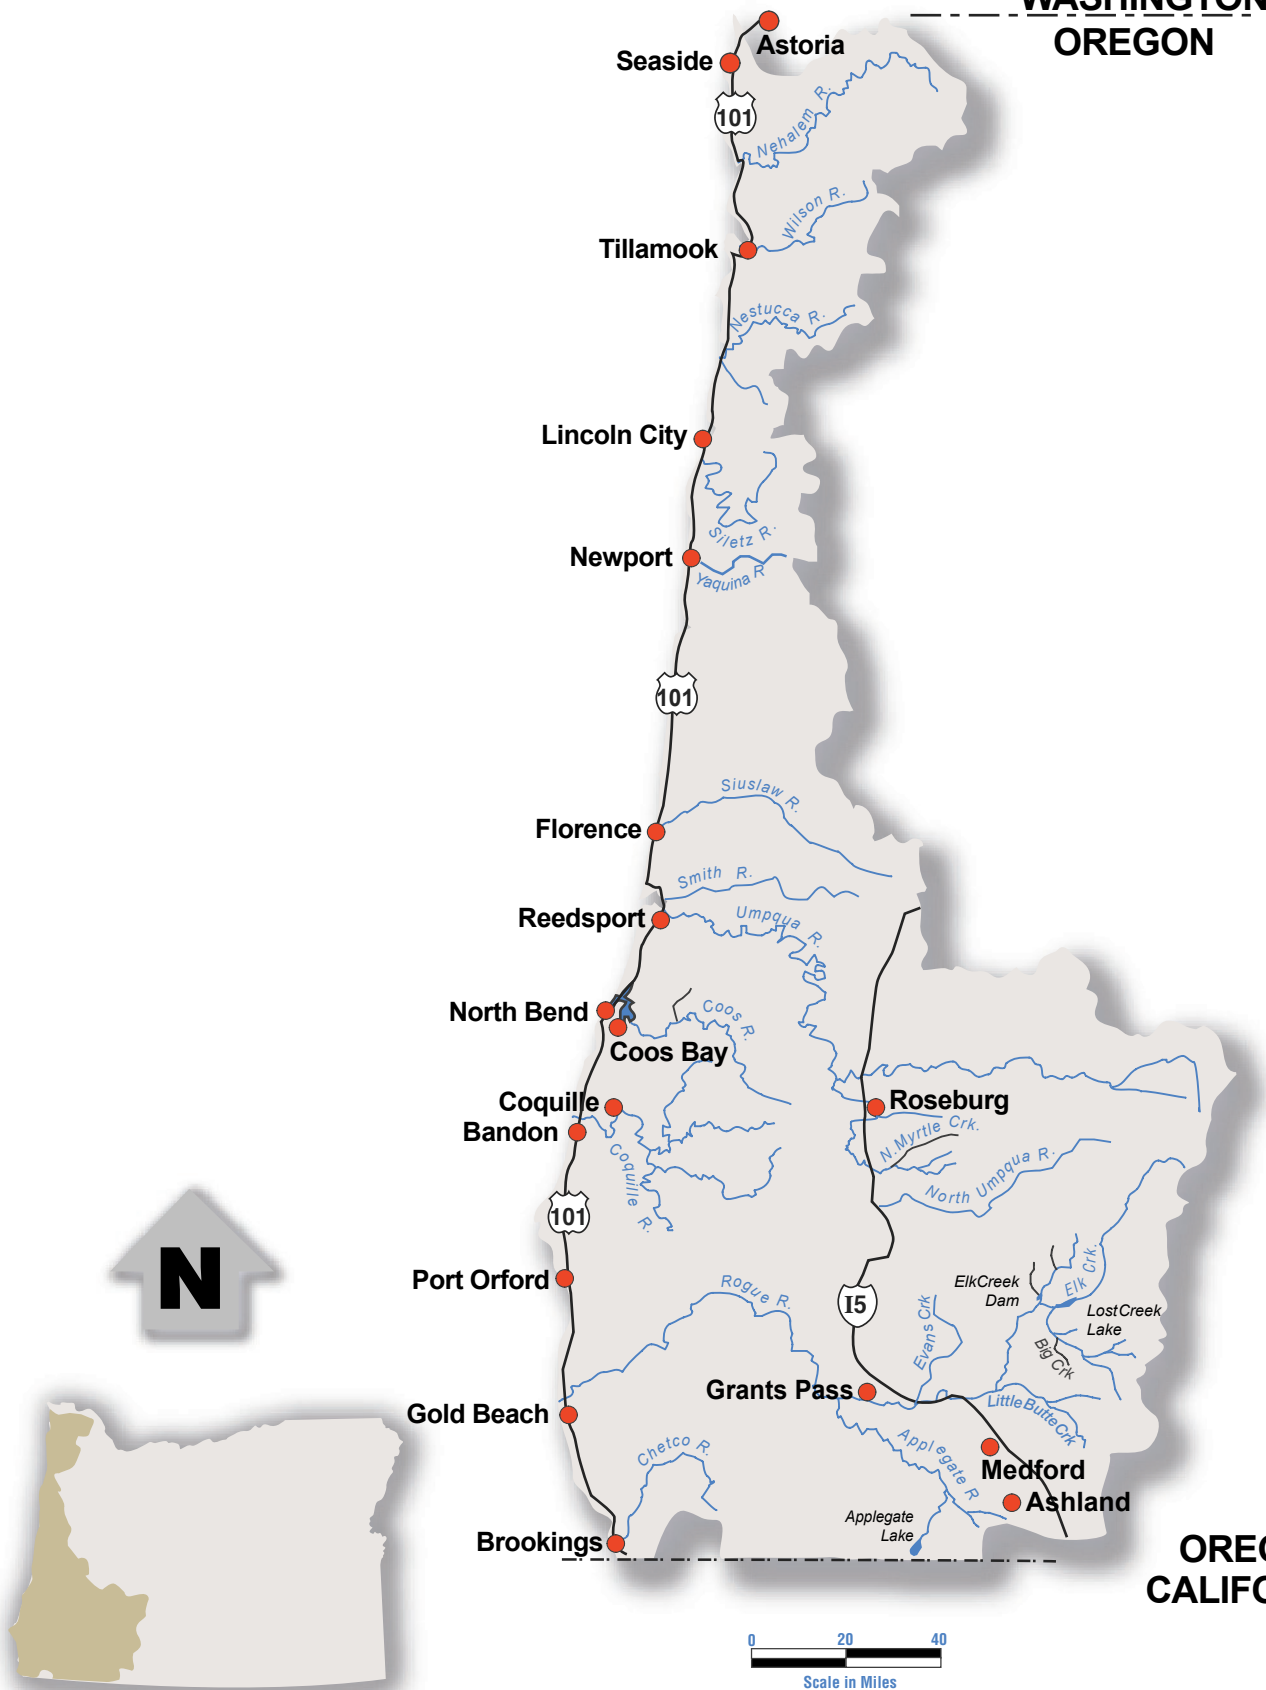 WASHINGTON
OREGON
Astoria
Seaside
101
Nehalem R.
Wilson R.
Tillamook
Nestucca R.
Lincoln City
Siletz R.
Newport
Yaquina R
101
Siuslaw R.
Florence
Smith R.
Reedsport
Umpqua R.
North Bend
Coos R.
Coos Bay
Coquille
Roseburg
Bandon
N.Myrtle Crk.
Coquille R.
North Umpqua R.
101
N
Port Orford
Rogue R.
I5
ElkCreek
Dam
Elk Crk.
LostCreek
Lake
Evans Crk
Big Crk
Grants Pass
LittleButteCrk
Gold Beach
Chetco R.
Applegate R
Medford
Ashland
Applegate
Lake
Brookings
OREG
CALIFO
0 20 40
Scale in Miles